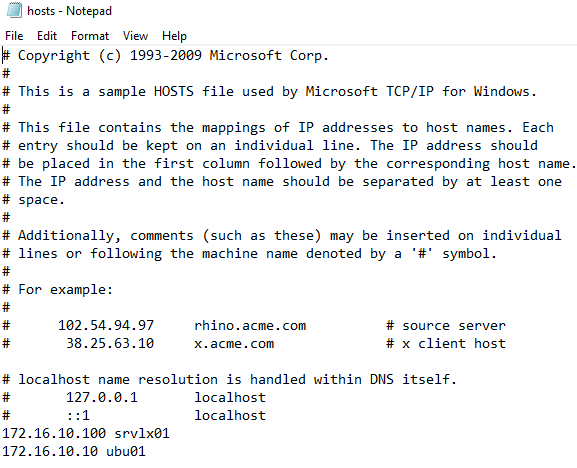 hosts - Notepad
File Edit Format View Help
# Copyright (c) 1993-2009 Microsoft Corp.
#
# This is a sample HOSTS file used by Microsoft TCP/IP for Windows.
#
# This file contains the mappings of IP addresses to host names. Each
# entry should be kept on an individual line. The IP address should
# be placed in the first column followed by the corresponding host name.
# The IP address and the host name should be separated by at least one
# space.
#
# Additionally, comments (such as these) may be inserted on individual
# lines or following the machine name denoted by a '#' symbol.
#
# For example:
#
#      102.54.94.97     rhino.acme.com          # source server
#       38.25.63.10     x.acme.com              # x client host

# localhost name resolution is handled within DNS itself.
#      127.0.0.1       localhost
#      ::1             localhost
172.16.10.100 srvlx01
172.16.10.10 ubu01